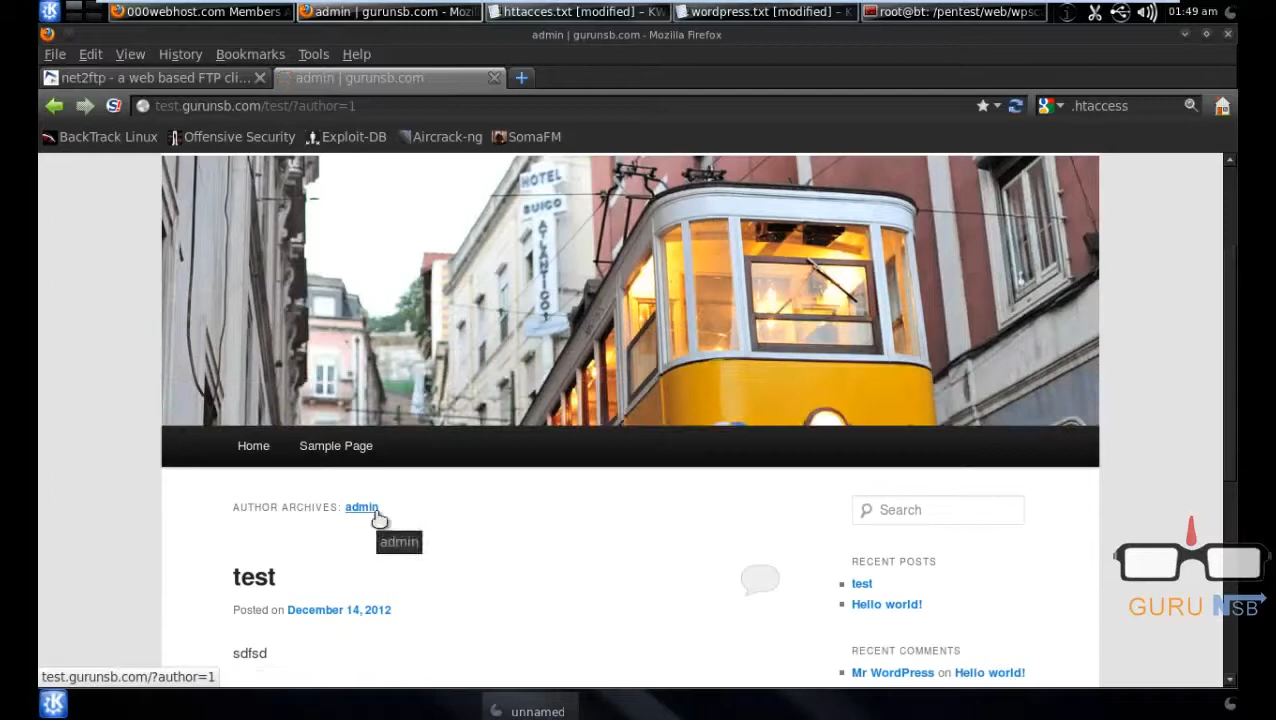 000webhost.com Members A
admin | gurunsb.com - Mozil
httacces.txt [modified] – KW
wordpress.txt [modified] – K
root@bt: /pentest/web/wpsc
01:49 am
admin | gurunsb.com - Mozilla Firefox
File Edit View History Bookmarks Tools Help
net2ftp - a web based FTP cli...
admin | gurunsb.com
test.gurunsb.com/test/?author=1
.htaccess
BackTrack Linux Offensive Security Exploit-DB Aircrack-ng SomaFM
HOTEL
SUIÇO
ATLANTICO
Home Sample Page
AUTHOR ARCHIVES: admin
admin
Search
test
Posted on December 14, 2012
sdfsd
RECENT POSTS
test
Hello world!
RECENT COMMENTS
Mr WordPress on Hello world!
GURU NSB
test.gurunsb.com/?author=1
unnamed